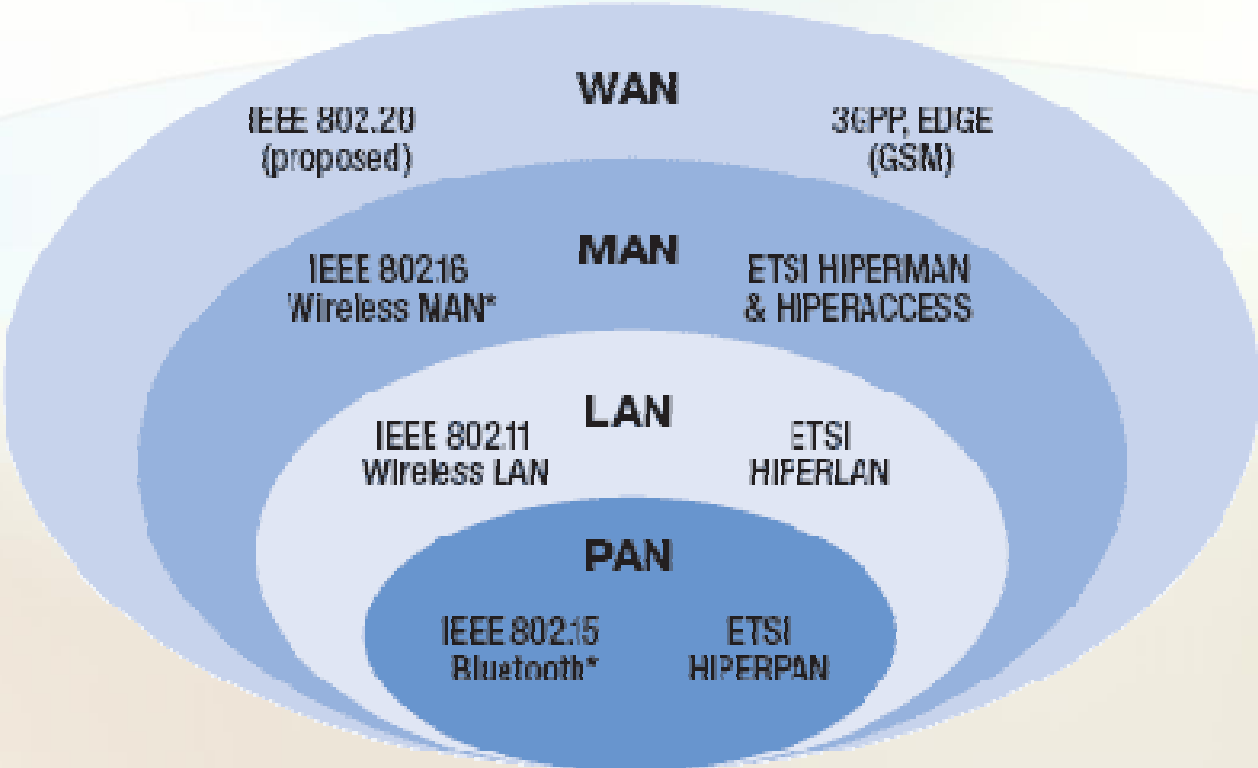 WAN
IEEE 802.20
(proposed)
3GPP, EDGE
(GSM)
MAN
IEEE 802.16
Wireless MAN*
ETSI HIPERMAN
& HIPERACCESS
LAN
IEEE 802.11
Wireless LAN
ETSI
HIPERLAN
PAN
IEEE 802.15
Bluetooth*
ETSI
HIPERPAN